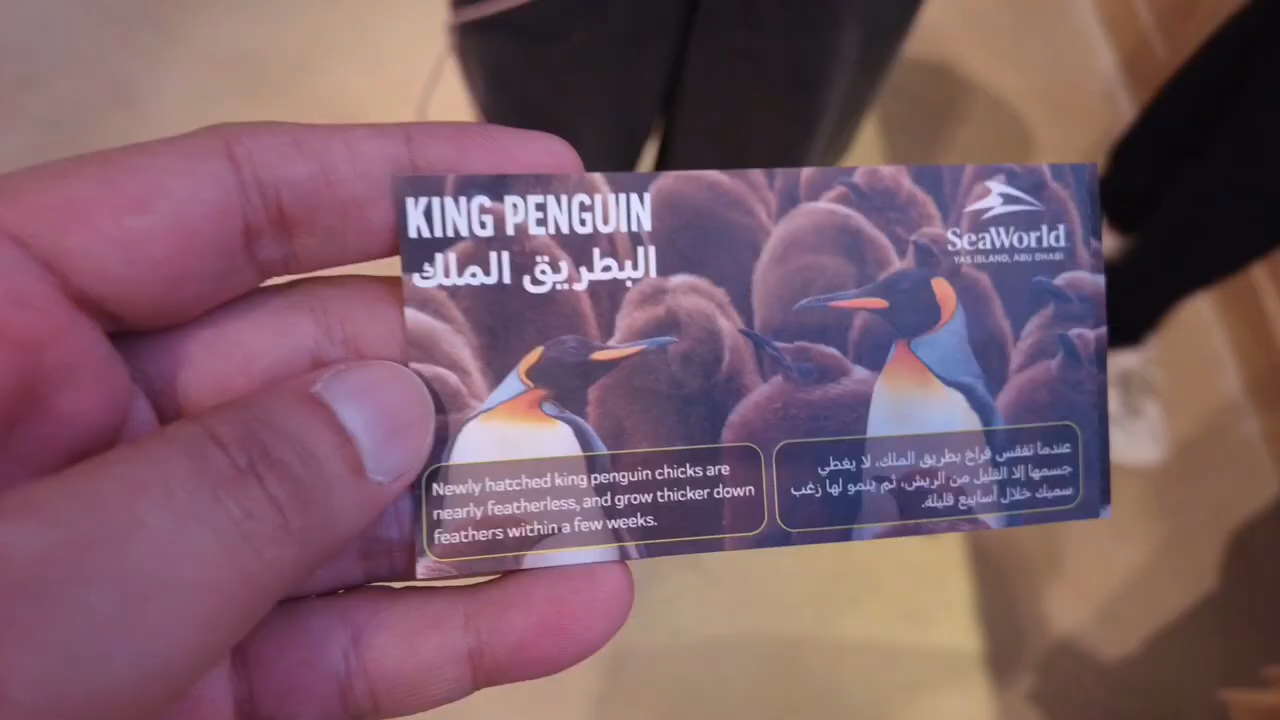 KING PENGUIN
البطريق الملك
SeaWorld
YAS ISLAND, ABU DHABI
Newly hatched king penguin chicks are
nearly featherless, and grow thicker down
feathers within a few weeks.
عندما تفقس فراخ بطريق الملك، لا يغطي
جسمها إلا القليل من الريش، ثم ينمو لها زغب
سميك خلال أسابيع قليلة.